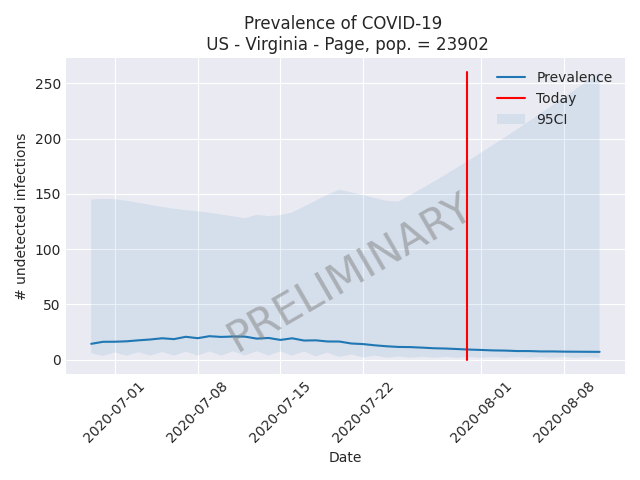 Prevalence of COVID-19
US - Virginia - Page, pop. = 23902
# undetected infections
250
200
150
100
50
0
Prevalence
Today
95CI
PRELIMINARY
2020-07-01
2020-07-08
2020-07-15
2020-07-22
2020-08-01
2020-08-08
Date